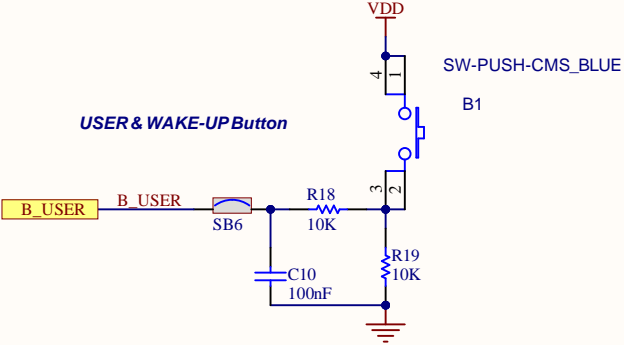 VDD
SW-PUSH-CMS_BLUE
4
1
B1
USER & WAKE-UP Button
3
2
B_USER
B_USER
SB6
R18
10K
R19
10K
C10
100nF